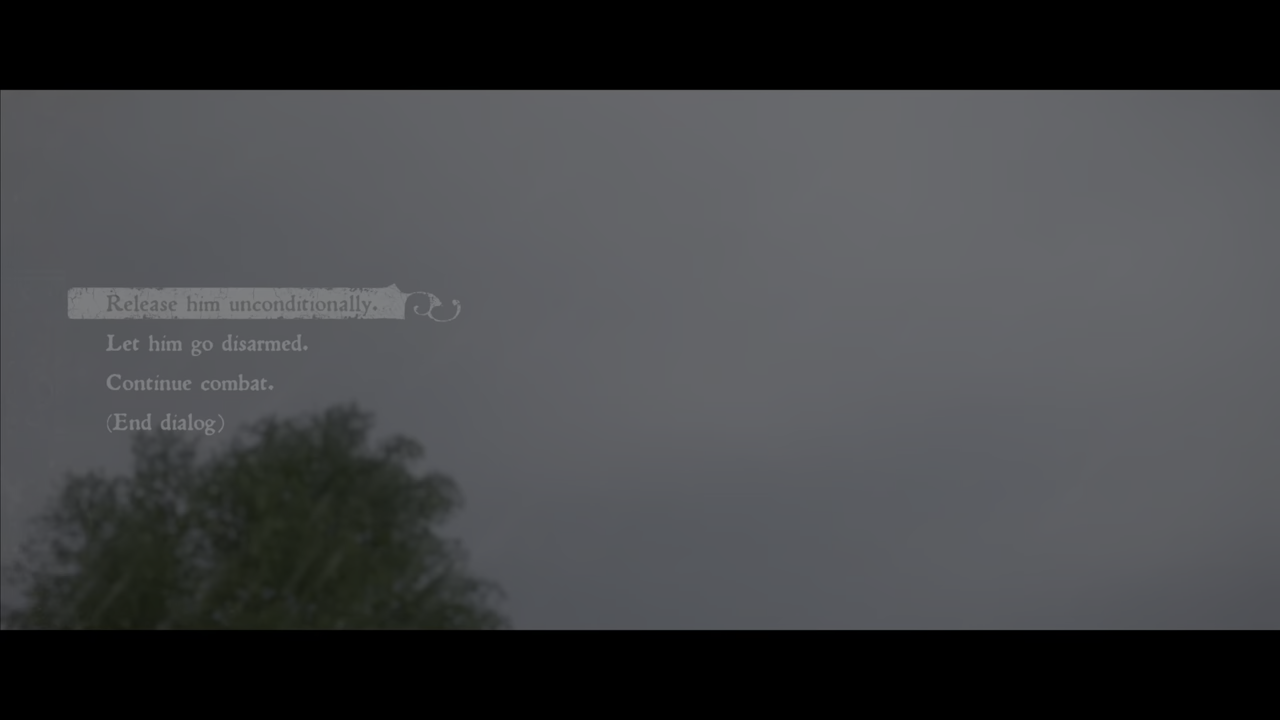 Release him unconditionally.
Let him go disarmed.
Continue combat.
(End dialog)